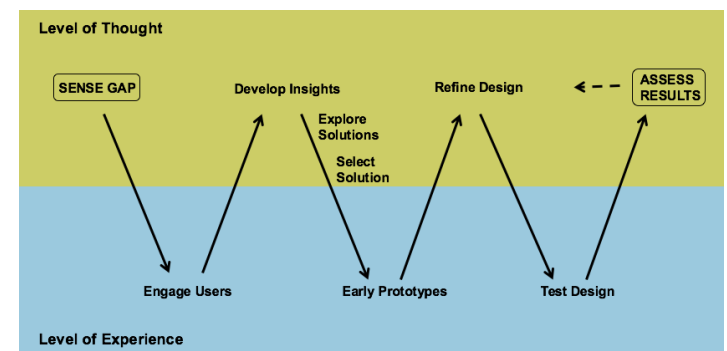 Level of Thought
SENSE GAP
Develop Insights
Refine Design
ASSESS
RESULTS
Explore
Solutions
Select
Solution
Engage Users
Early Prototypes
Test Design
Level of Experience